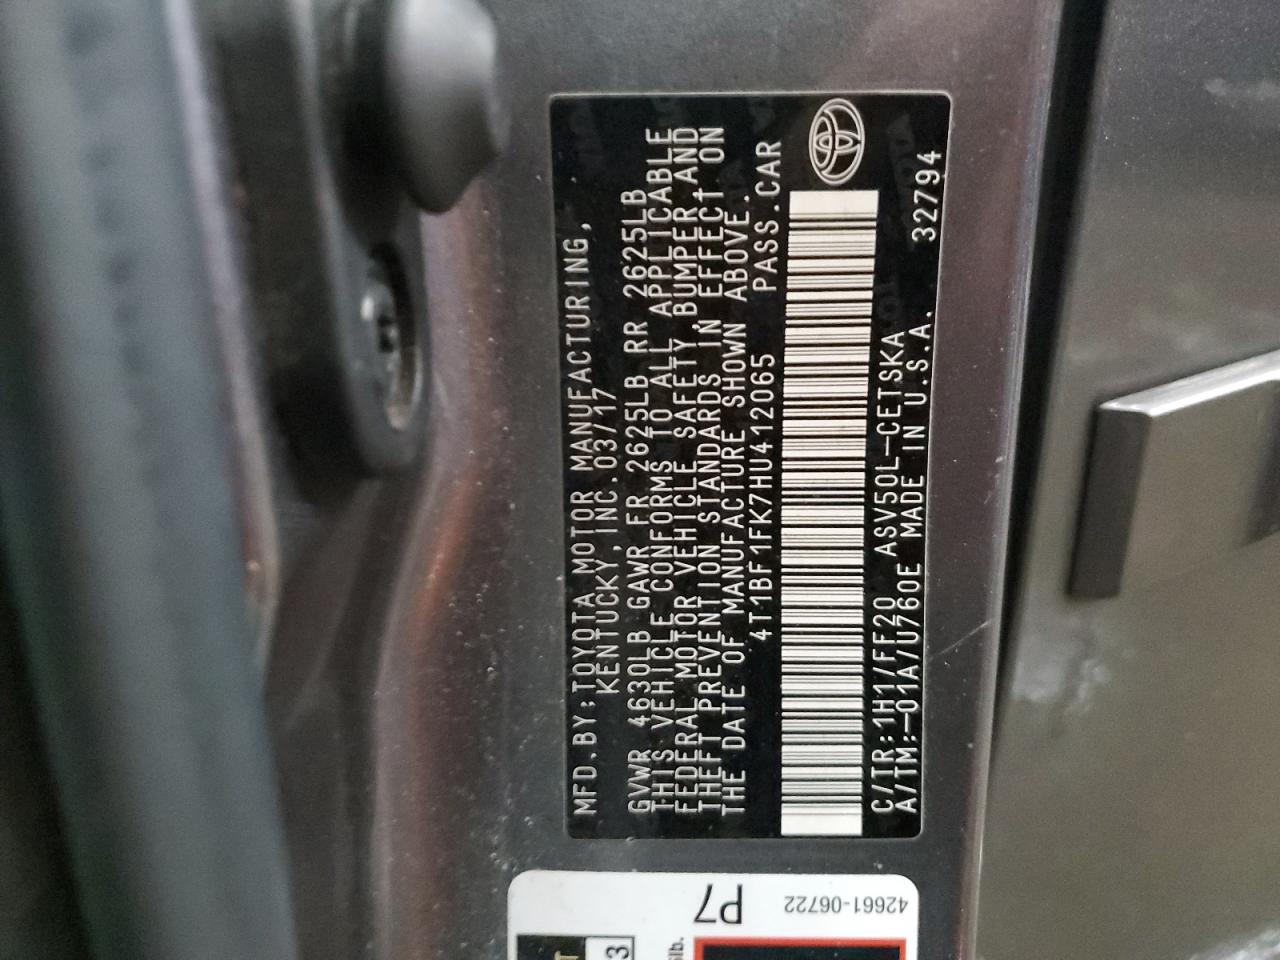 MFD.BY:TOYOTA MOTOR MANUFACTURING,
KENTUCKY,INC.03/17
GVWR 4630LB GAWR FR 2625LB RR 2625LB
THIS VEHICLE CONFORMS TO ALL APPLICABLE
FEDERAL MOTOR VEHICLE SAFETY,BUMPER,AND
THEFT PREVENTION STANDARDS IN EFFECT ON
THE DATE OF MANUFACTURE SHOWN ABOVE.
4T1BF1FK7HU412065 PASS.CAR
C/TR:1H1/FF20 ASV50L-CETSKA
A/TM:-01A/U760E MADE IN U.S.A. 32794
P7
42661-06722
3